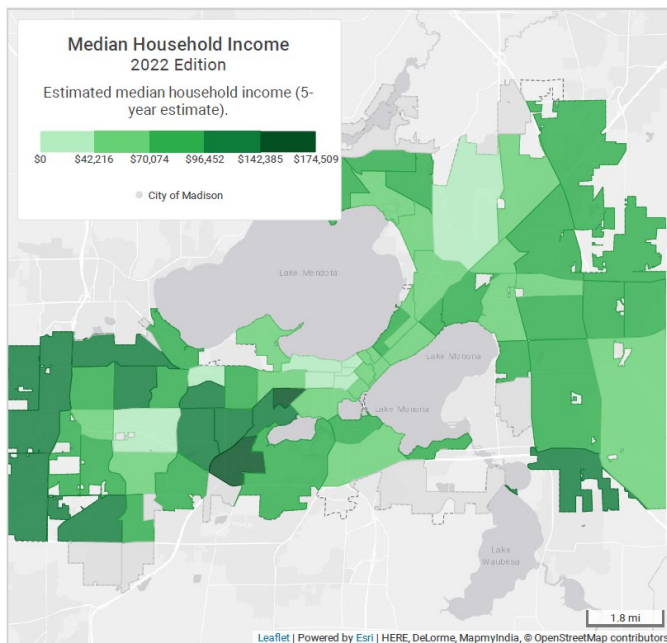 Median Household Income
2022 Edition
Estimated median household income (5-
year estimate).
$0 $42,216 $70,074 $96,452 $142,385 $174,509
City of Madison
Lake Mendota
Lake Monona
Lake Monona
Lake
Waubesa
1.8 mi
Leaflet | Powered by Esri | HERE, DeLorme, MapmyIndia, © OpenStreetMap contributors